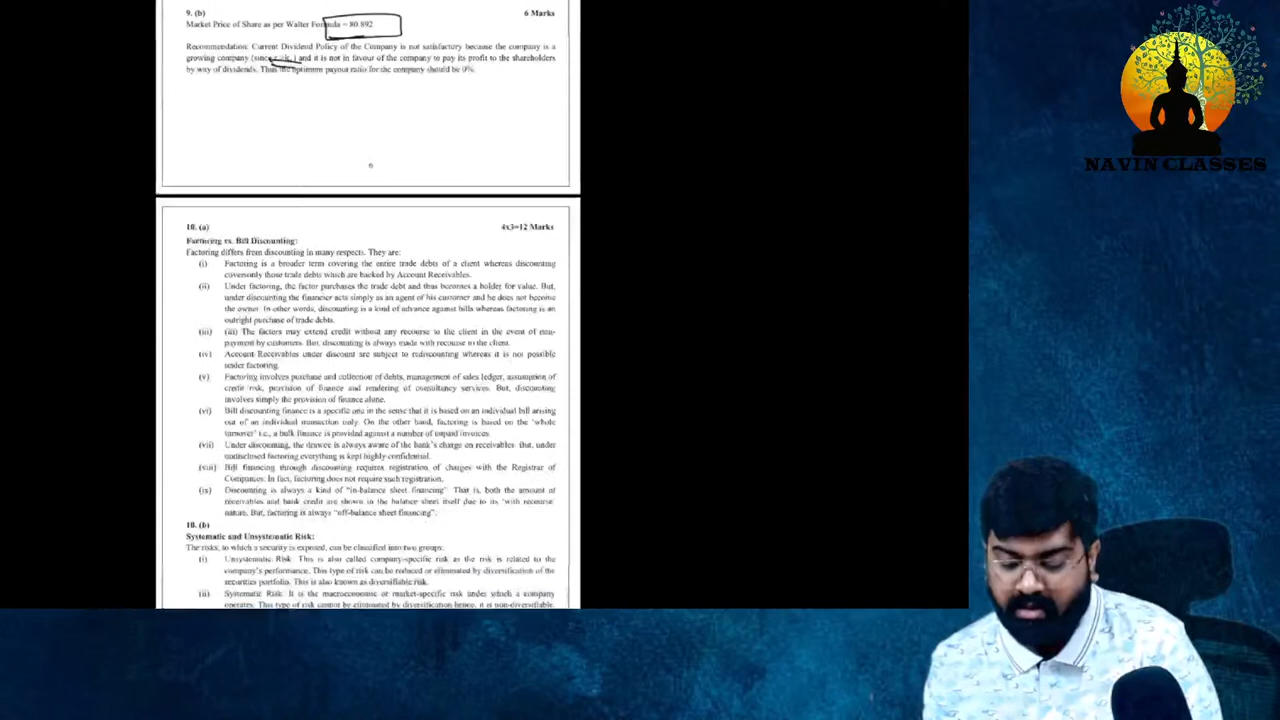 9. (b) 6 Marks
Market Price of Share as per Walter Formula = 80.892
Recommendation: Current Dividend Policy of the Company is not satisfactory because the company is a
growing company (since ) and it is not in favour of the company to pay its profit to the shareholders
by way of dividends. Thus the optimum payout ratio for the company should be 0%.
6
NAVIN CLASSES
10. (a) 4x3=12 Marks
Factoring vs. Bill Discounting:
Factoring differs from discounting in many respects. They are:
(i) Factoring is a broader term covering the entire trade debts of a client whereas discounting
coversonly those trade debts which are backed by Account Receivables.
(ii) Under factoring, the factor purchases the trade debt and thus becomes a holder for value. But,
under discounting the financier acts simply as an agent of his customer and he does not become
the owner. In other words, discounting is a kind of advance against bills whereas factoring is an
outright purchase of trade debts.
(iii) (iii) The factors may extend credit without any recourse to the client in the event of non-
payment by customers. But, discounting is always made with recourse to the client.
(iv) Account Receivables under discount are subject to rediscounting whereas it is not possible
under factoring.
(v) Factoring involves purchase and collection of debts, management of sales ledger, assumption of
credit risk, provision of finance and rendering of consultancy services. But, discounting
involves simply the provision of finance alone.
(vi) Bill discounting finance is a specific one in the sense that it is based on an individual bill arising
out of an individual transaction only. On the other hand, factoring is based on the 'whole
turnover' i.e., a bulk finance is provided against a number of unpaid invoices.
(vii) Under discounting, the drawee is always aware of the bank's charge on receivables. But, under
undisclosed factoring everything is kept highly confidential.
(viii) Bill financing through discounting requires registration of charges with the Registrar of
Companies. In fact, factoring does not require such registration.
(ix) Discounting is always a kind of "in-balance sheet financing". That is, both the amount of
receivables and bank credit are shown in the balance sheet itself due to its 'with recourse'
nature. But, factoring is always "off-balance sheet financing".
10. (b)
Systematic and Unsystematic Risk:
The risks, to which a security is exposed, can be classified into two groups:
(i) Unsystematic Risk: This is also called company-specific risk as the risk is related to the
company's performance. This type of risk can be reduced or eliminated by diversification of the
securities portfolio. This is also known as diversifiable risk.
(ii) Systematic Risk: It is the macroeconomic or market-specific risk under which a company
operates. This type of risk cannot be eliminated by diversification hence, it is non-diversifiable.